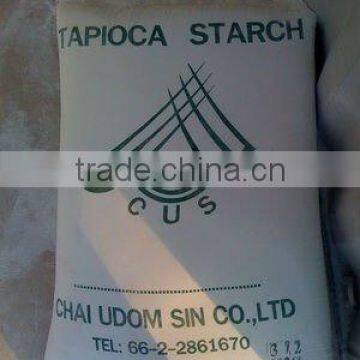 TAPIOCA STARCH
trade.china.cn
CUS
CHAI UDOM SIN CO.,LTD
TEL: 66-2-2861670